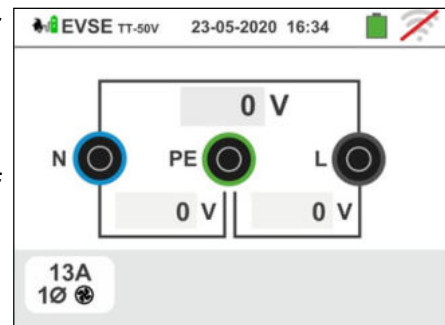 EVSE TT-50V 23-05-2020 16:34
0 V
N PE L
0 V 0 V
13A
1Ø